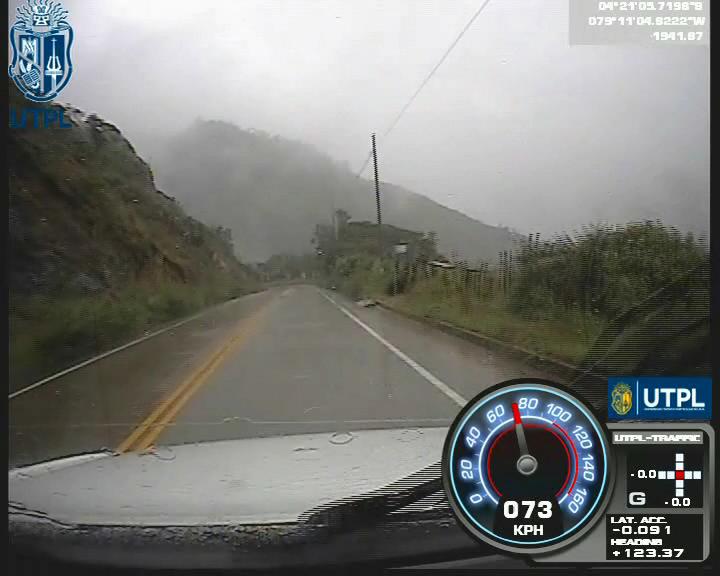 UTPL
04°21'05.7198"S
079°11'04.8222"W
1941.87
UTPL
UTPL-TRAFFIC
0 20 40 60 80 100 120 140 160
073
KPH
-0.0
G
-0.0
LAT. ACC.
-0.091
HEADING
+123.37